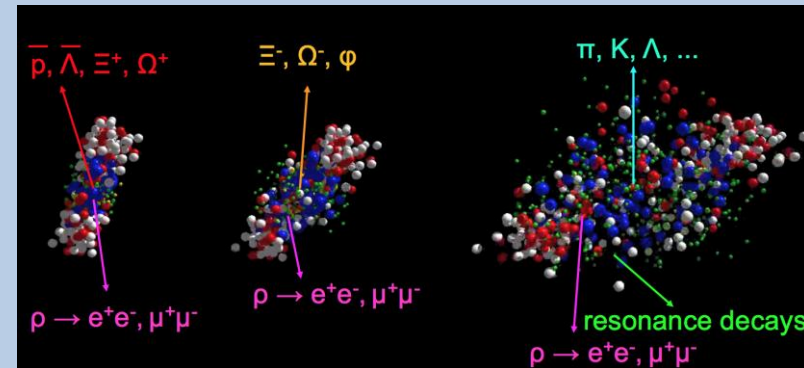 p̅, Λ̅, Ξ⁺, Ω⁺
Ξ⁻, Ω⁻, φ
π, K, Λ, ...
ρ → e⁺e⁻, μ⁺μ⁻
ρ → e⁺e⁻, μ⁺μ⁻
resonance decays
ρ → e⁺e⁻, μ⁺μ⁻